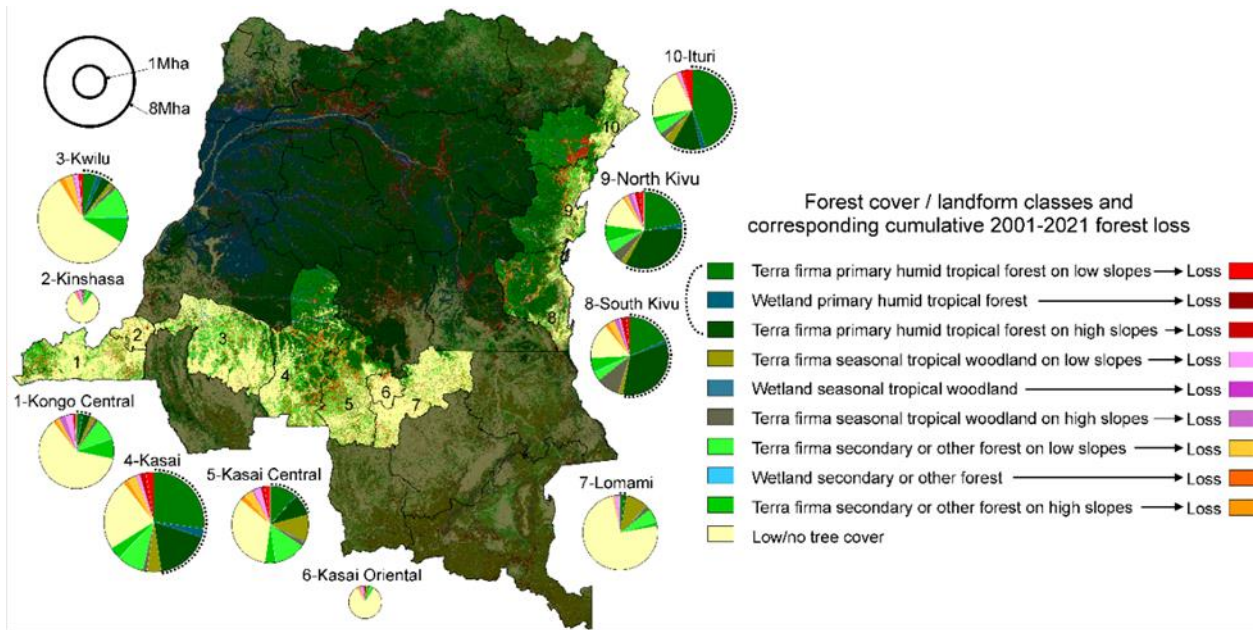 1Mha
8Mha
10-Ituri
3-Kwilu
9-North Kivu
2-Kinshasa
8-South Kivu
1-Kongo Central
4-Kasai
5-Kasai Central
7-Lomami
6-Kasai Oriental
10
9
8
3
2
1
4
5
6
7
Forest cover / landform classes and
corresponding cumulative 2001-2021 forest loss
Terra firma primary humid tropical forest on low slopes Loss
Wetland primary humid tropical forest Loss
Terra firma primary humid tropical forest on high slopes Loss
Terra firma seasonal tropical woodland on low slopes Loss
Wetland seasonal tropical woodland Loss
Terra firma seasonal tropical woodland on high slopes Loss
Terra firma secondary or other forest on low slopes Loss
Wetland secondary or other forest Loss
Terra firma secondary or other forest on high slopes Loss
Low/no tree cover